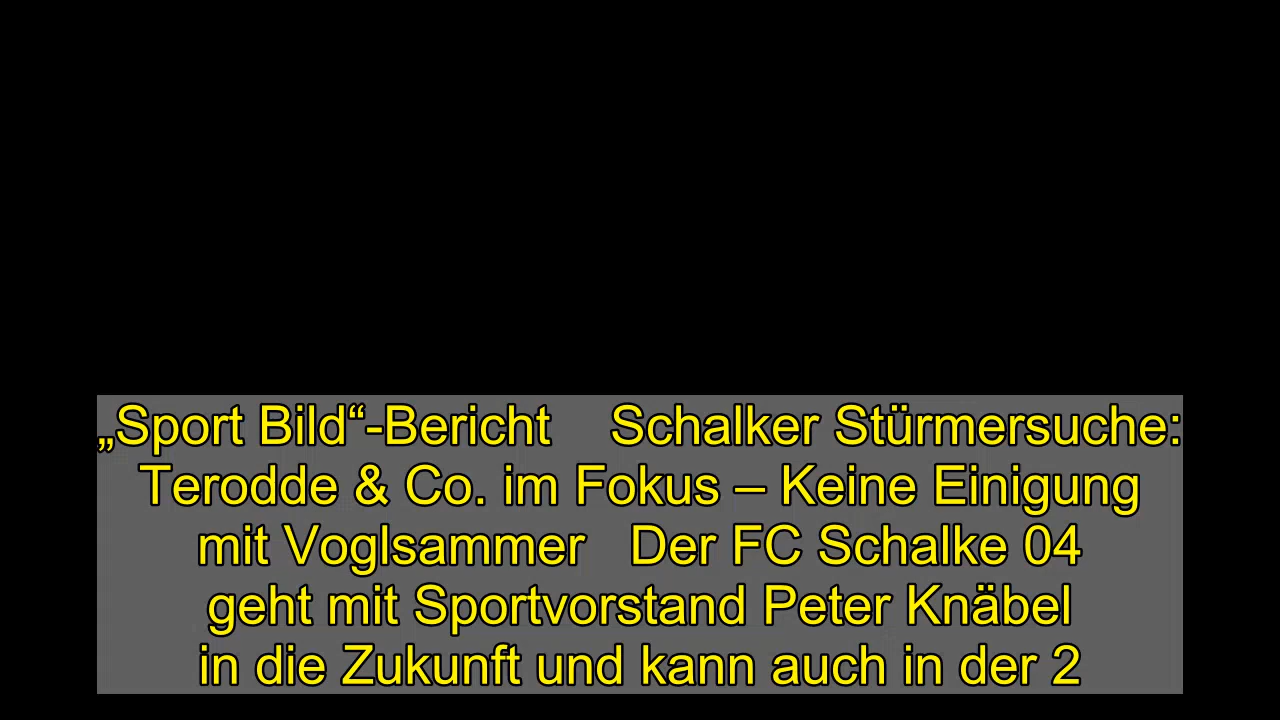 „Sport Bild“-Bericht    Schalker Stürmersuche:
Terodde & Co. im Fokus – Keine Einigung
mit Voglsammer   Der FC Schalke 04
geht mit Sportvorstand Peter Knäbel
in die Zukunft und kann auch in der 2